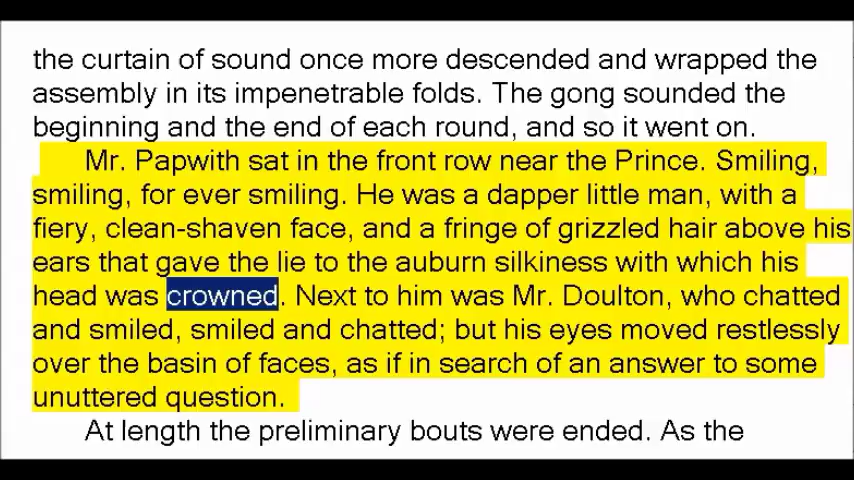 the curtain of sound once more descended and wrapped the
assembly in its impenetrable folds. The gong sounded the
beginning and the end of each round, and so it went on.
Mr. Papwith sat in the front row near the Prince. Smiling,
smiling, for ever smiling. He was a dapper little man, with a
fiery, clean-shaven face, and a fringe of grizzled hair above his
ears that gave the lie to the auburn silkiness with which his
head was crowned. Next to him was Mr. Doulton, who chatted
and smiled, smiled and chatted; but his eyes moved restlessly
over the basin of faces, as if in search of an answer to some
unuttered question.
At length the preliminary bouts were ended. As the